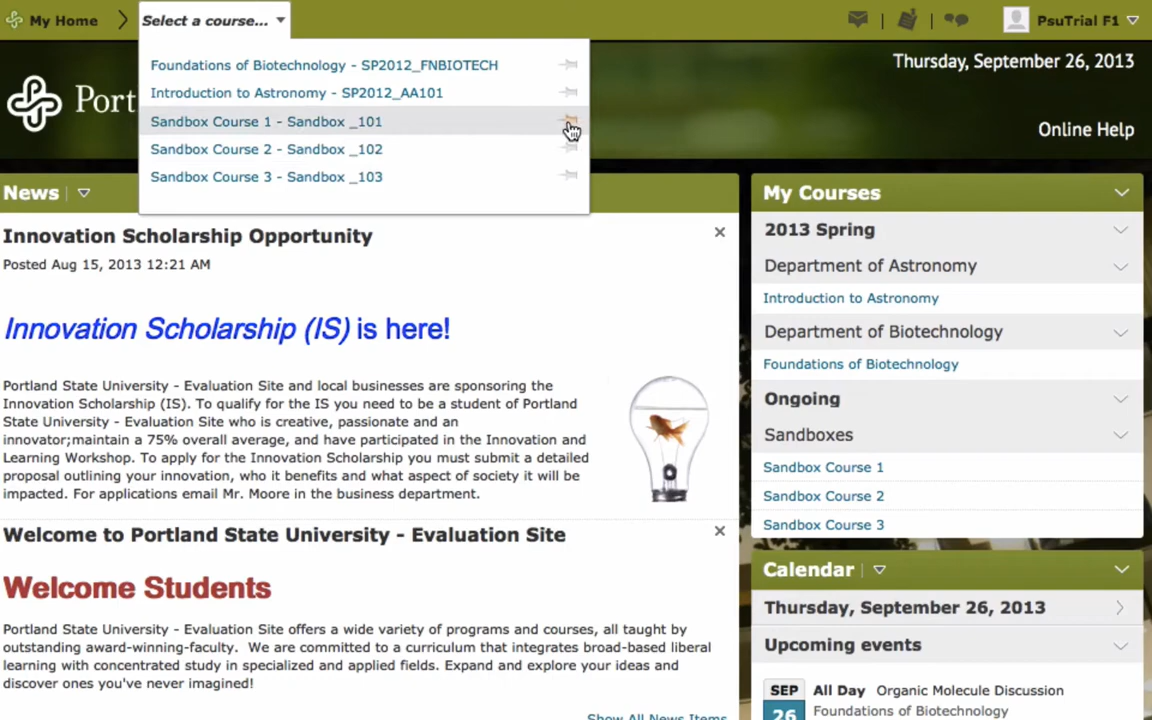 My Home
Select a course...
PsuTrial F1
Foundations of Biotechnology - SP2012_FNBIOTECH
Introduction to Astronomy - SP2012_AA101
Sandbox Course 1 - Sandbox _101
Sandbox Course 2 - Sandbox _102
Sandbox Course 3 - Sandbox _103
Port
Thursday, September 26, 2013
Online Help
News
Innovation Scholarship Opportunity
Posted Aug 15, 2013 12:21 AM
Innovation Scholarship (IS) is here!
Portland State University - Evaluation Site and local businesses are sponsoring the
Innovation Scholarship (IS). To qualify for the IS you need to be a student of Portland
State University - Evaluation Site who is creative, passionate and an
innovator;maintain a 75% overall average, and have participated in the Innovation and
Learning Workshop. To apply for the Innovation Scholarship you must submit a detailed
proposal outlining your innovation, who it benefits and what aspect of society it will be
impacted. For applications email Mr. Moore in the business department.
Welcome to Portland State University - Evaluation Site
Welcome Students
Portland State University - Evaluation Site offers a wide variety of programs and courses, all taught by
outstanding award-winning-faculty.  We are committed to a curriculum that integrates broad-based liberal
learning with concentrated study in specialized and applied fields. Expand and explore your ideas and
discover ones you've never imagined!
Show All News Items
My Courses
2013 Spring
Department of Astronomy
Introduction to Astronomy
Department of Biotechnology
Foundations of Biotechnology
Ongoing
Sandboxes
Sandbox Course 1
Sandbox Course 2
Sandbox Course 3
Calendar
Thursday, September 26, 2013
Upcoming events
SEP
26
All Day Organic Molecule Discussion
Foundations of Biotechnology